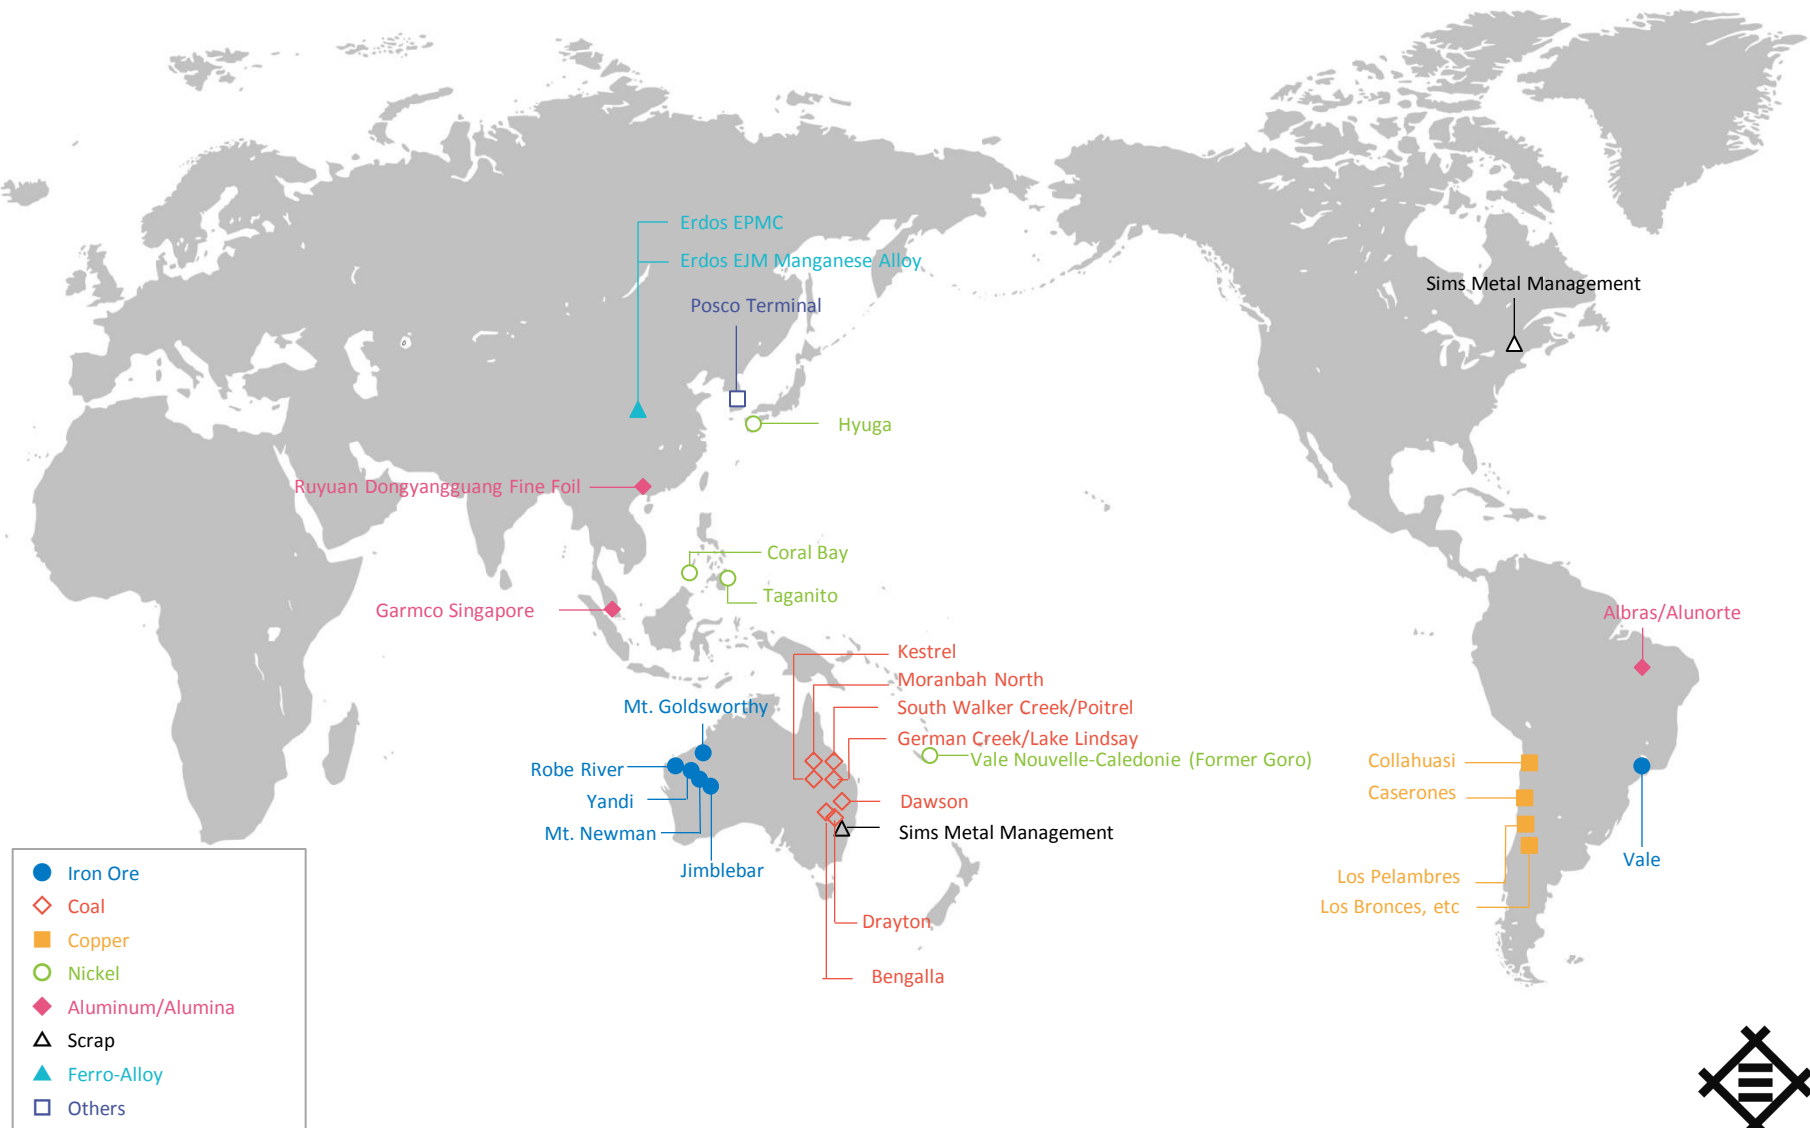 Erdos EPMC
Erdos EJM Manganese Alloy
Sims Metal Management
Posco Terminal
Hyuga
Ruyuan Dongyangguang Fine Foil
Coral Bay
Taganito
Garmco Singapore
Albras/Alunorte
Kestrel
Moranbah North
Mt. Goldsworthy
South Walker Creek/Poitrel
German Creek/Lake Lindsay
Vale Nouvelle-Caledonie (Former Goro)
Collahuasi
Robe River
Caserones
Yandi
Dawson
Mt. Newman
Sims Metal Management
Vale
Jimblebar
Los Pelambres
Los Bronces, etc
Drayton
Bengalla
Iron Ore
Coal
Copper
Nickel
Aluminum/Alumina
Scrap
Ferro-Alloy
Others